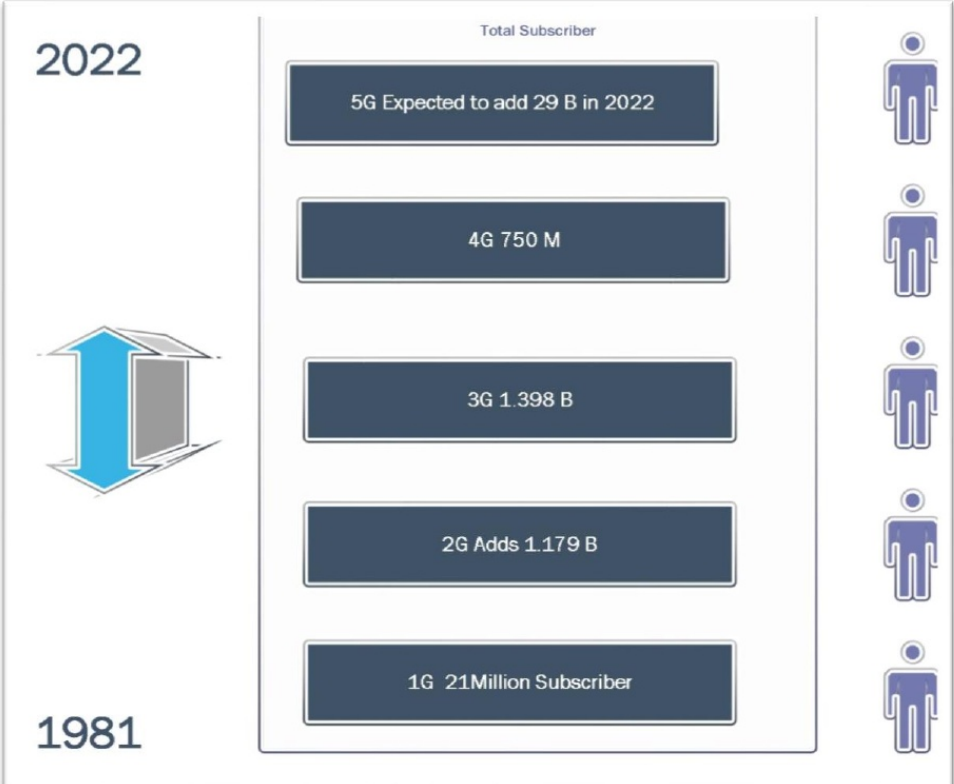 Total Subscriber
2022
5G Expected to add 29 B in 2022
4G 750 M
3G 1.398 B
2G Adds 1.179 B
1G 21Million Subscriber
1981